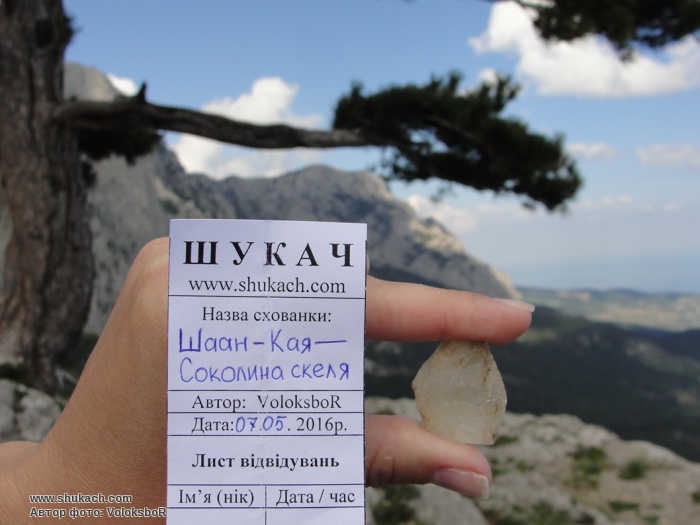 ШУКАЧ
www.shukach.com
Назва схованки:
Шаан-Кая—
Соколина скеля
Автор: VoloksboR
Дата:07.05. 2016р.
Лист відвідувань
Ім'я (нік) Дата / час
www.shukach.com
Автор фото: VoloksboR